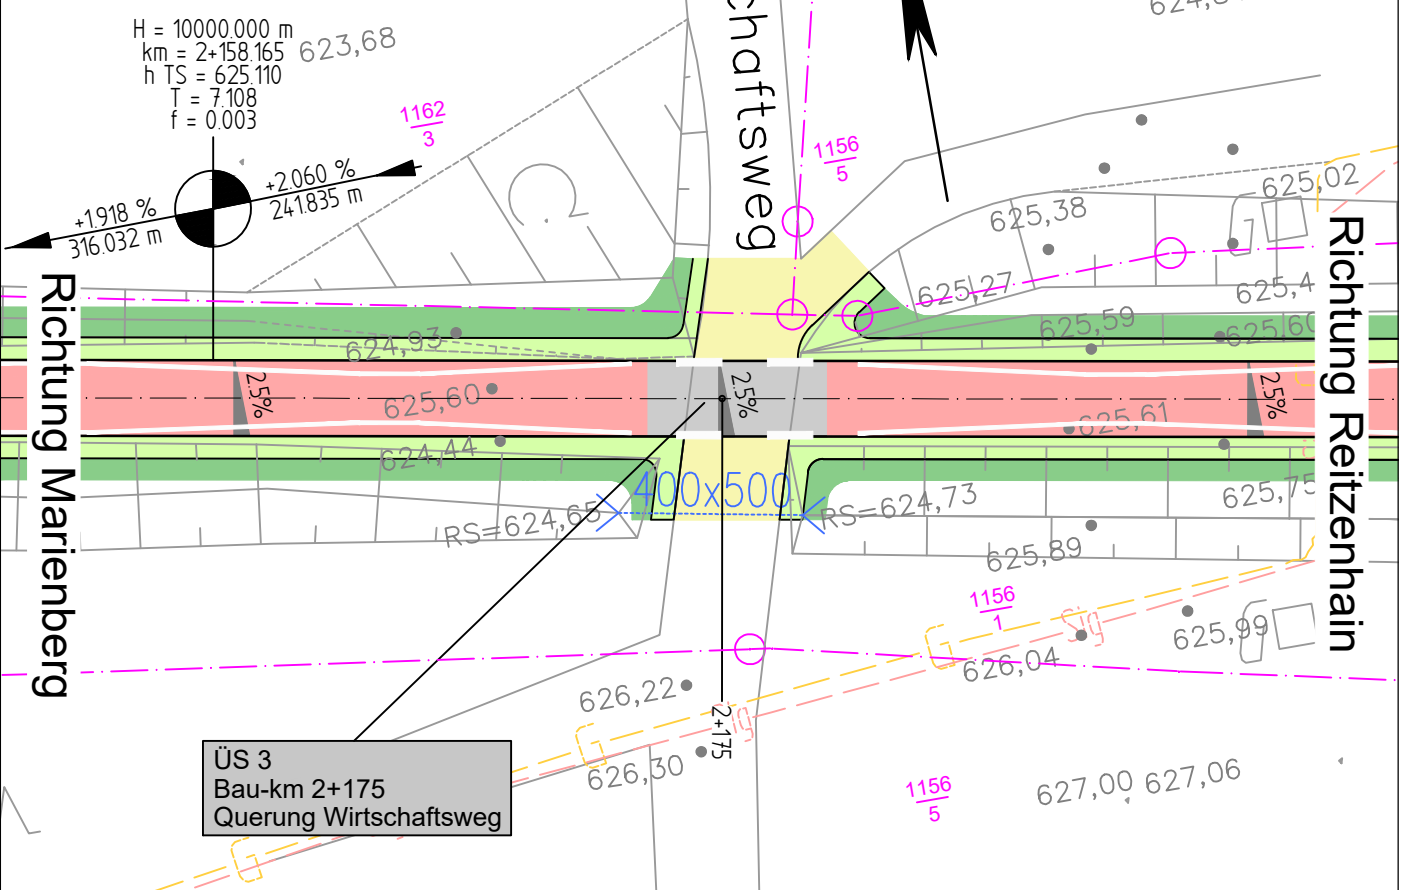 H = 10000.000 m
km = 2+158.165
h TS = 625.110
T = 7.108
f = 0.003
623,68
1162
3
+2.060 %
241.835 m
+1.918 %
316.032 m
chaftsweg
1156
5
625,02
625,38
625,27
625,4
625,59
625,60
624,93
Richtung Marienberg
Richtung Reitzenhain
2.5%
2.5%
2.5%
625,60
625,61
624,44
400x500
RS=624,65
RS=624,73
625,75
625,89
1156
1
625,99
626,04
626,22
2+175
626,30
ÜS 3
Bau-km 2+175
Querung Wirtschaftsweg
1156
5
627,00
627,06